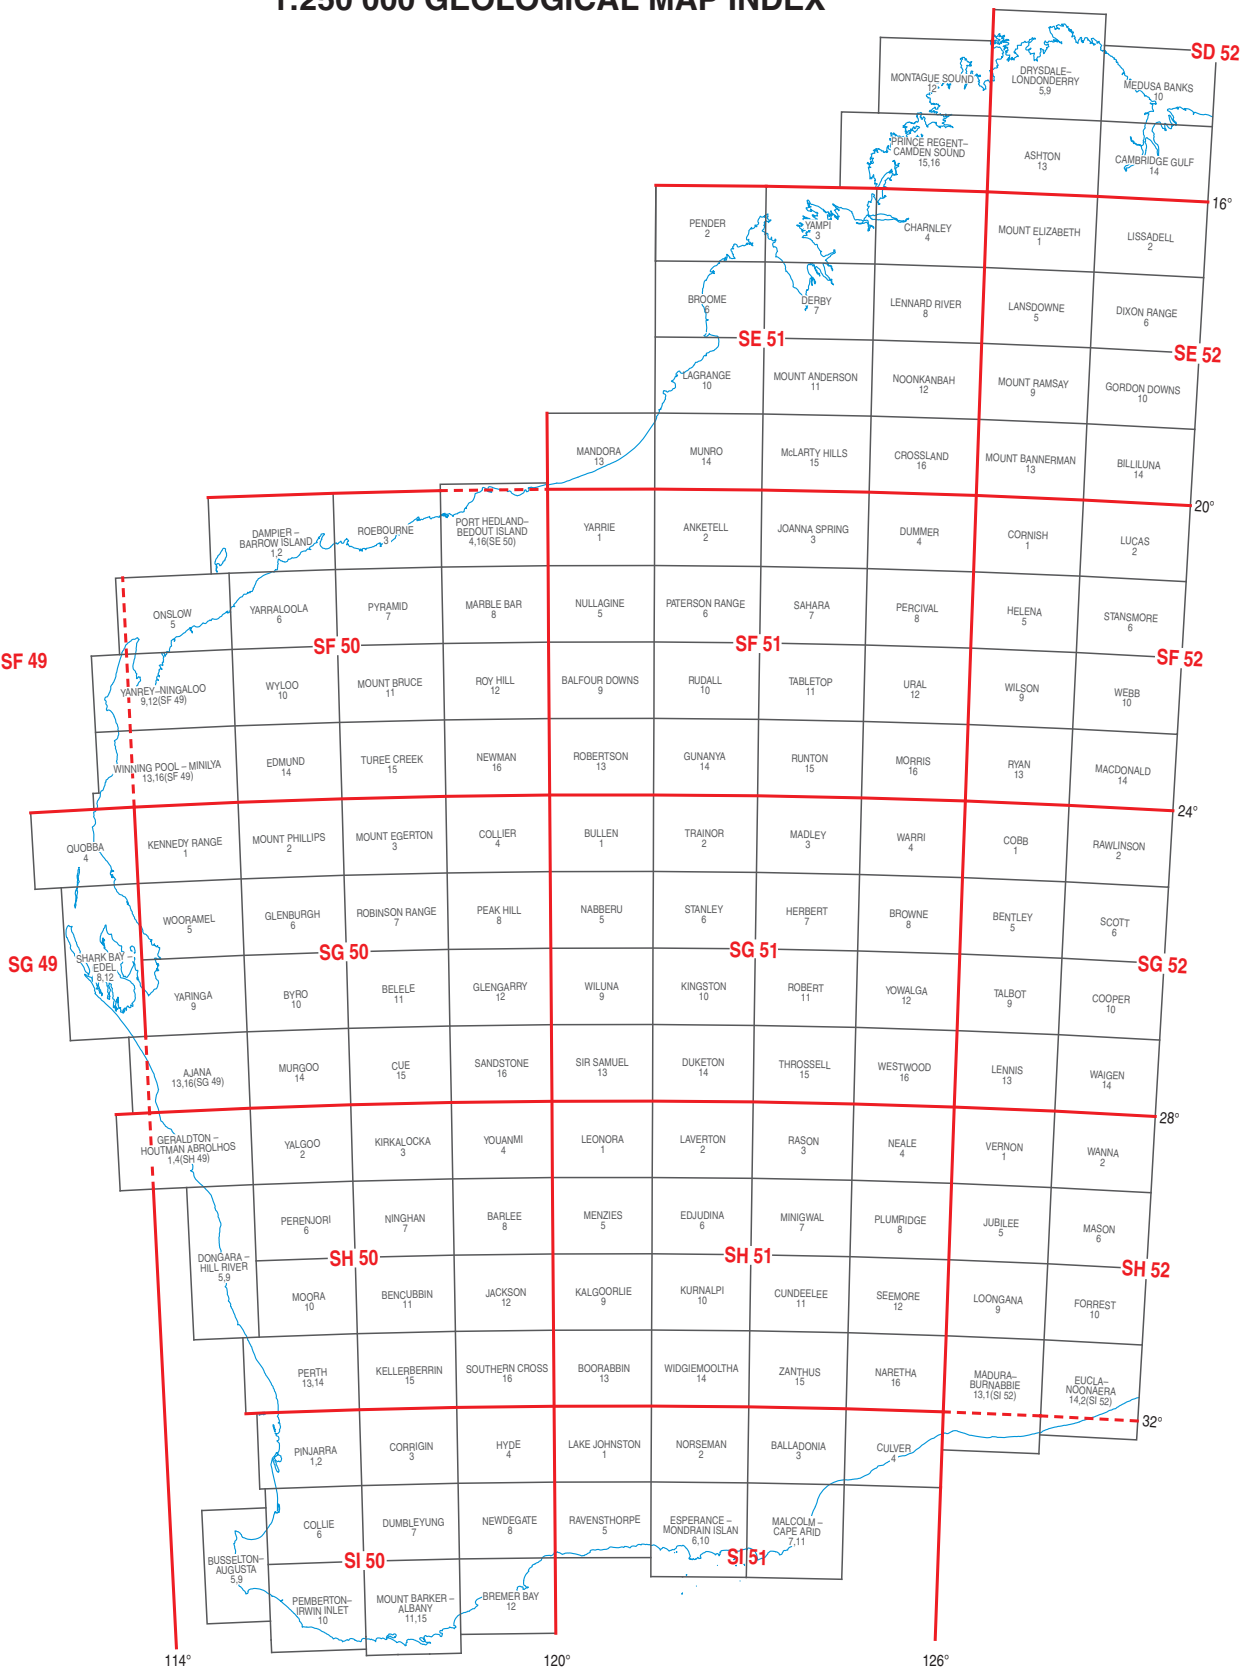 1:250 000 GEOLOGICAL MAP INDEX
SD 52
MONTAGUE SOUND
12
DRYSDALE–
LONDONDERRY
5,9
MEDUSA BANKS
10
PRINCE REGENT–
CAMDEN SOUND
15,16
ASHTON
13
CAMBRIDGE GULF
14
16°
PENDER
2
YAMPI
3
CHARNLEY
4
MOUNT ELIZABETH
1
LISSADELL
2
BROOME
6
DERBY
7
LENNARD RIVER
8
LANSDOWNE
5
DIXON RANGE
6
SE 51
SE 52
LAGRANGE
10
MOUNT ANDERSON
11
NOONKANBAH
12
MOUNT RAMSAY
9
GORDON DOWNS
10
MANDORA
13
MUNRO
14
McLARTY HILLS
15
CROSSLAND
16
MOUNT BANNERMAN
13
BILLILUNA
14
20°
DAMPIER –
BARROW ISLAND
1,2
ROEBOURNE
3
PORT HEDLAND–
BEDOUT ISLAND
4,16(SE 50)
YARRIE
1
ANKETELL
2
JOANNA SPRING
3
DUMMER
CORNISH
1
LUCAS
2
ONSLOW
5
YARRALOOLA
6
PYRAMID
7
MARBLE BAR
8
NULLAGINE
5
PATERSON RANGE
6
SAHARA
7
PERCIVAL
8
HELENA
5
STANSMORE
6
SF 49
SF 50
SF 51
SF 52
YANREY–NINGALOO
9,12(SF 49)
WYLOO
10
MOUNT BRUCE
11
ROY HILL
12
BALFOUR DOWNS
9
RUDALL
10
TABLETOP
11
URAL
12
WILSON
9
WEBB
10
WINNING POOL – MINILYA
13,16(SF 49)
EDMUND
14
TUREE CREEK
15
NEWMAN
16
ROBERTSON
13
GUNANYA
14
RUNTON
15
MORRIS
16
RYAN
13
MACDONALD
14
24°
QUOBBA
4
KENNEDY RANGE
1
MOUNT PHILLIPS
2
MOUNT EGERTON
3
COLLIER
4
BULLEN
1
TRAINOR
2
MADLEY
3
WARRI
4
COBB
1
RAWLINSON
2
WOORAMEL
5
GLENBURGH
6
ROBINSON RANGE
7
PEAK HILL
8
NABBERU
5
STANLEY
6
HERBERT
7
BROWNE
8
BENTLEY
5
SCOTT
6
SG 49
SHARK BAY –
EDEL
8,12
SG 50
SG 51
SG 52
YARINGA
9
BYRO
10
BELELE
11
GLENGARRY
12
WILUNA
9
KINGSTON
10
ROBERT
11
YOWALGA
12
TALBOT
9
COOPER
10
AJANA
13,16(SG 49)
MURGOO
14
CUE
15
SANDSTONE
16
SIR SAMUEL
13
DUKETON
14
THROSSELL
15
WESTWOOD
16
LENNIS
13
WAIGEN
14
28°
GERALDTON –
HOUTMAN ABROLHOS
1,4(SH 49)
YALGOO
2
KIRKALOCKA
3
YOUANMI
4
LEONORA
1
LAVERTON
2
RASON
3
NEALE
4
VERNON
1
WANNA
2
DONGARA –
HILL RIVER
5,9
PERENJORI
6
NINGHAN
7
BARLEE
8
MENZIES
5
EDJUDINA
6
MINIGWAL
7
PLUMRIDGE
8
JUBILEE
5
MASON
6
SH 50
SH 51
SH 52
MOORA
10
BENCUBBIN
11
JACKSON
12
KALGOORLIE
9
KURNALPI
10
CUNDEELEE
11
SEEMORE
12
LOONGANA
9
FORREST
10
PERTH
13,14
KELLERBERRIN
15
SOUTHERN CROSS
16
BOORABBIN
13
WIDGIEMOOLTHA
14
ZANTHUS
15
NARETHA
16
MADURA–
BURNABBIE
13,1(SI 52)
EUCLA–
NOONAERA
14,2(SI 52)
32°
PINJARRA
1,2
CORRIGIN
3
HYDE
4
LAKE JOHNSTON
1
NORSEMAN
2
BALLADONIA
3
CULVER
4
COLLIE
6
DUMBLEYUNG
7
NEWDEGATE
8
RAVENSTHORPE
5
ESPERANCE –
MONDRAIN ISLAN
6,10
MALCOLM –
CAPE ARID
7,11
BUSSELTON–
AUGUSTA
5,9
SI 50
SI 51
PEMBERTON–
IRWIN INLET
10
MOUNT BARKER –
ALBANY
11,15
BREMER BAY
12
114°
120°
126°